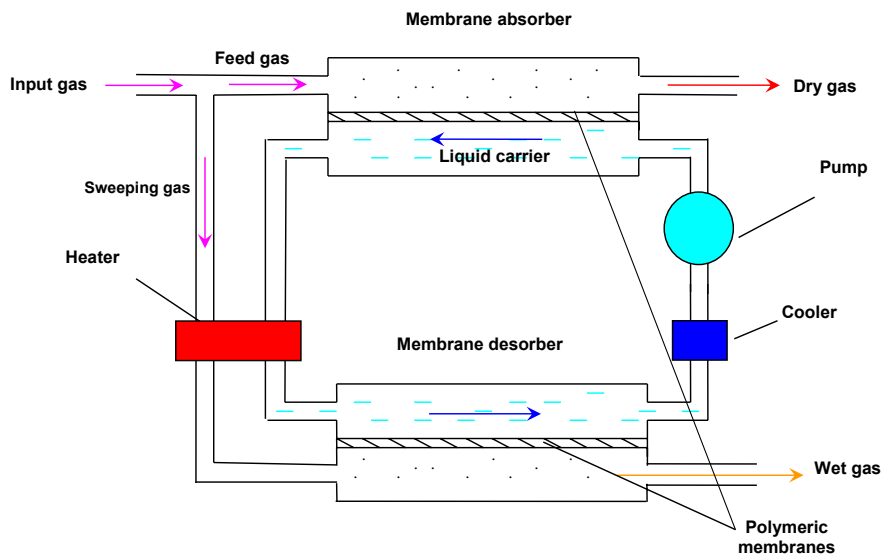 Membrane absorber
Feed gas
Input gas
Dry gas
Liquid carrier
Pump
Sweeping gas
Heater
Cooler
Membrane desorber
Wet gas
Polymeric
membranes